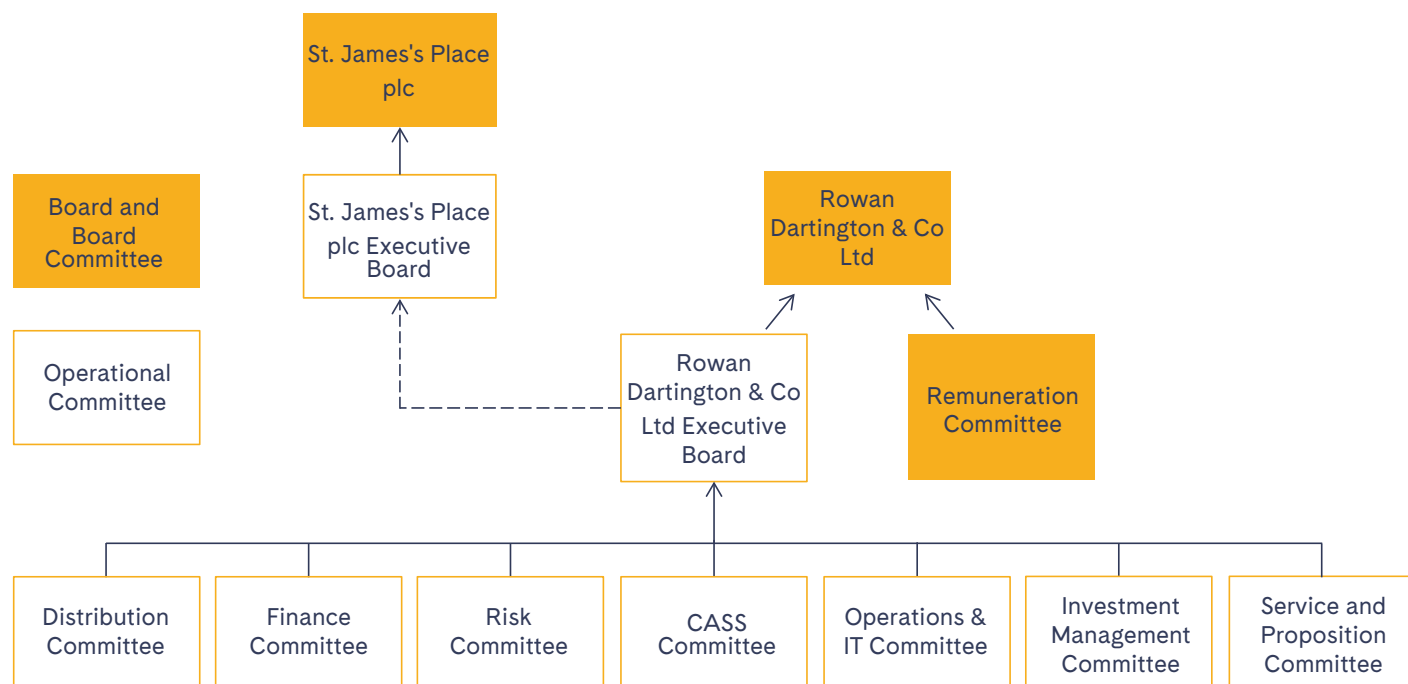 St. James's Place
plc
Board and
Board
Committee
St. James's Place
plc Executive
Board
Rowan
Dartington & Co
Ltd
Operational
Committee
Rowan
Dartington & Co
Ltd Executive
Board
Remuneration
Committee
Distribution
Committee
Finance
Committee
Risk
Committee
CASS
Committee
Operations &
IT Committee
Investment
Management
Committee
Service and
Proposition
Committee